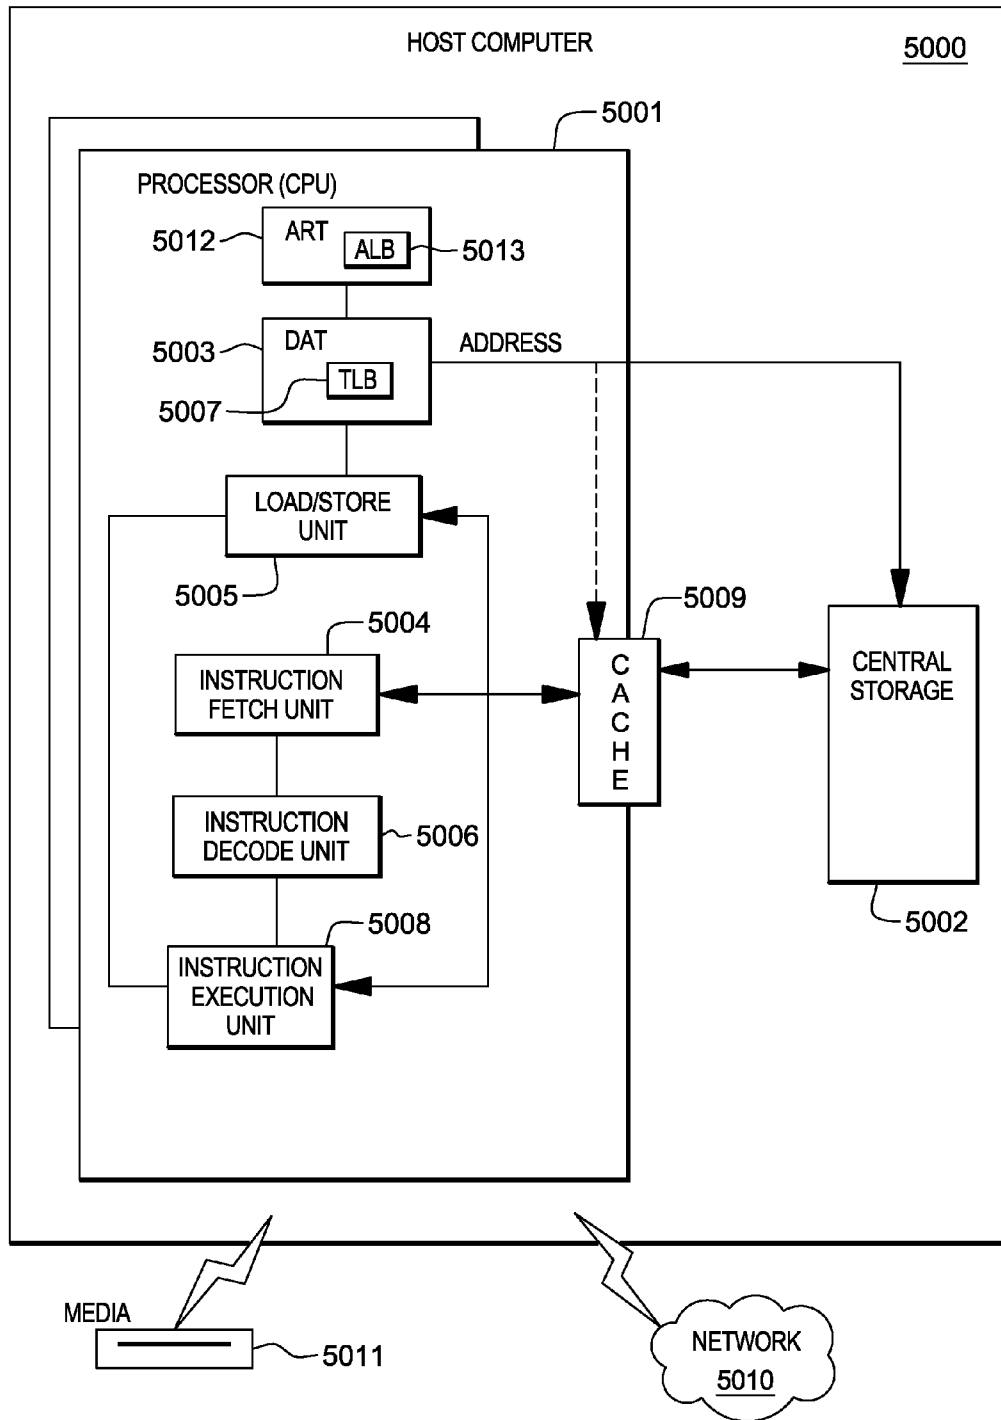 HOST COMPUTER
5000
5001
PROCESSOR (CPU)
ART
5012
ALB
5013
DAT
5003
ADDRESS
TLB
5007
LOAD/STORE
UNIT
5005
5009
5004
INSTRUCTION
FETCH UNIT
CACHE
CENTRAL
STORAGE
INSTRUCTION
DECODE UNIT
5006
5002
5008
INSTRUCTION
EXECUTION
UNIT
MEDIA
5011
NETWORK
5010